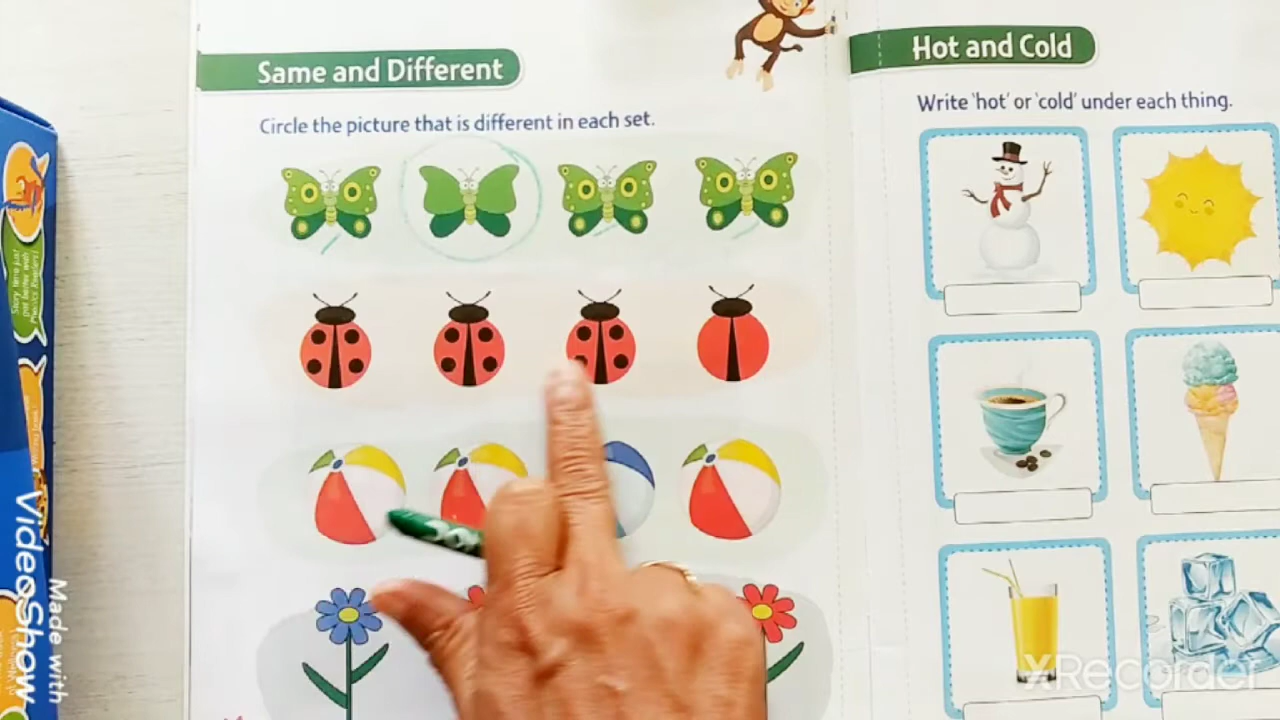 Same and Different
Circle the picture that is different in each set.
Hot and Cold
Write 'hot' or 'cold' under each thing.
Made with
VideoShow
XRecorder